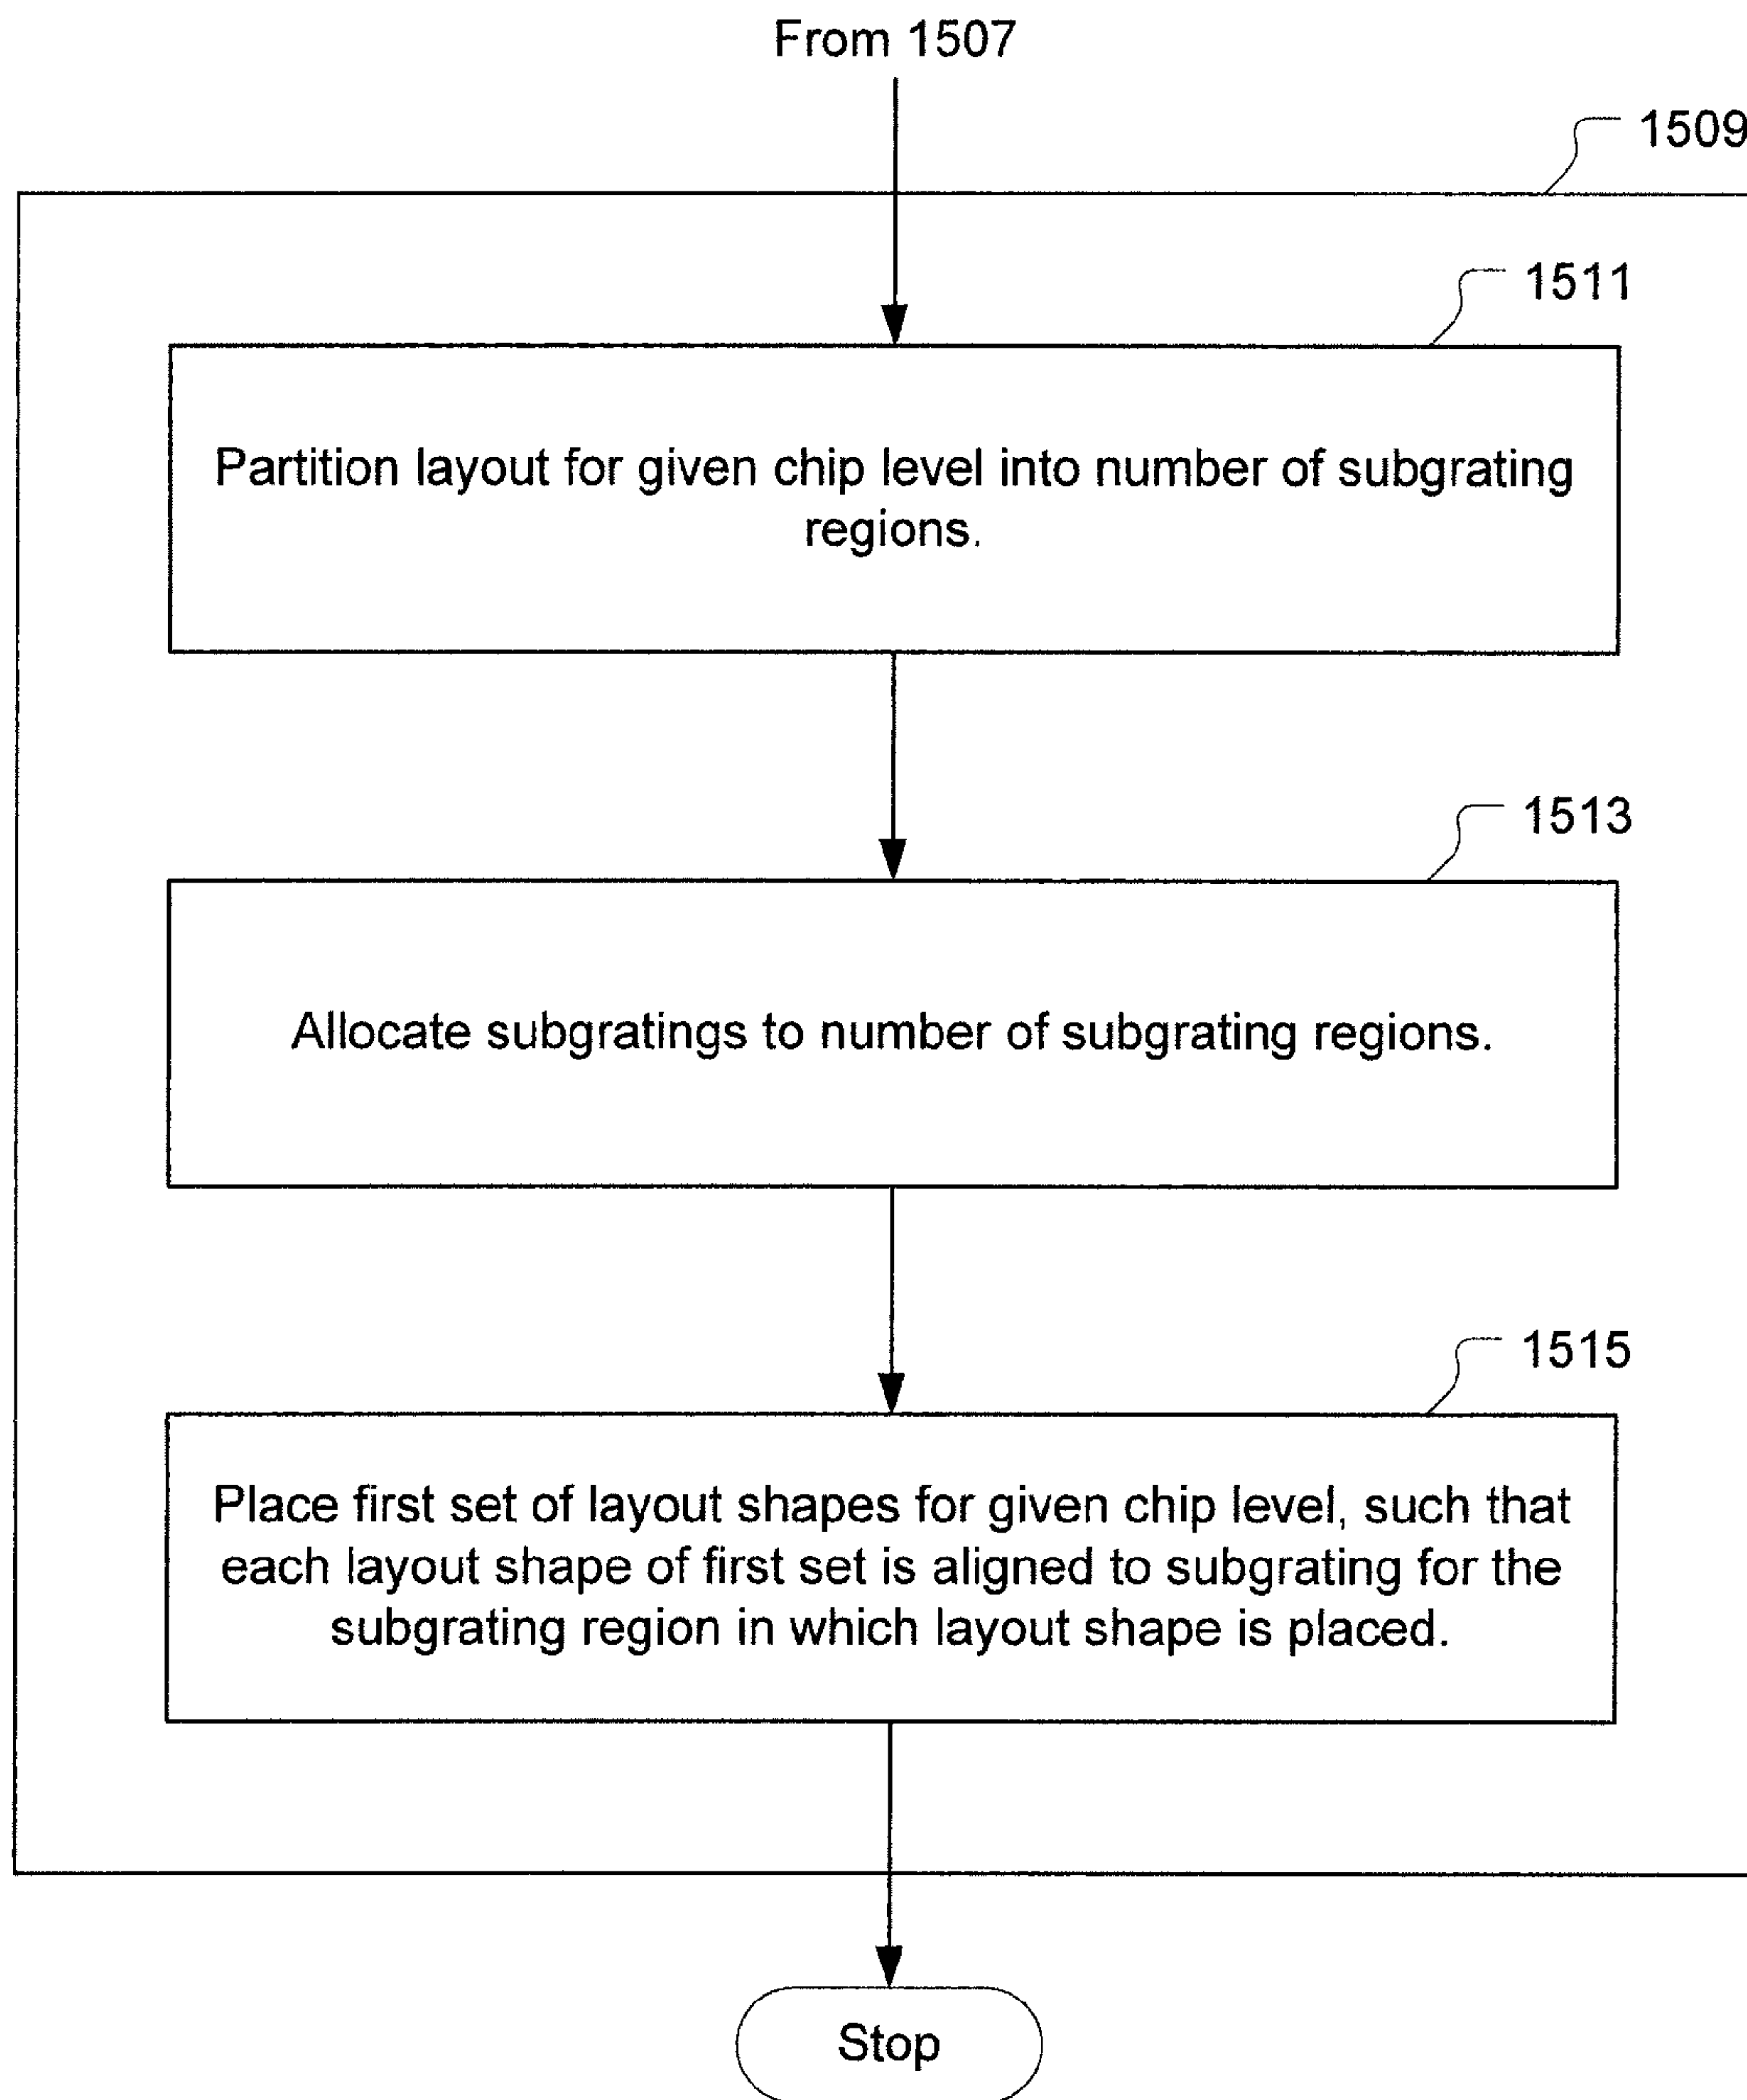 From 1507
1509
1511
Partition layout for given chip level into number of subgrating
regions.
1513
Allocate subgratings to number of subgrating regions.
1515
Place first set of layout shapes for given chip level, such that
each layout shape of first set is aligned to subgrating for the
subgrating region in which layout shape is placed.
Stop